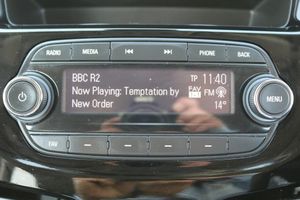 RADIO MEDIA PHONE BACK
BBC R2 TP 11:40
Now Playing: Temptation by FAV FM
New Order 14°
MENU
FAV